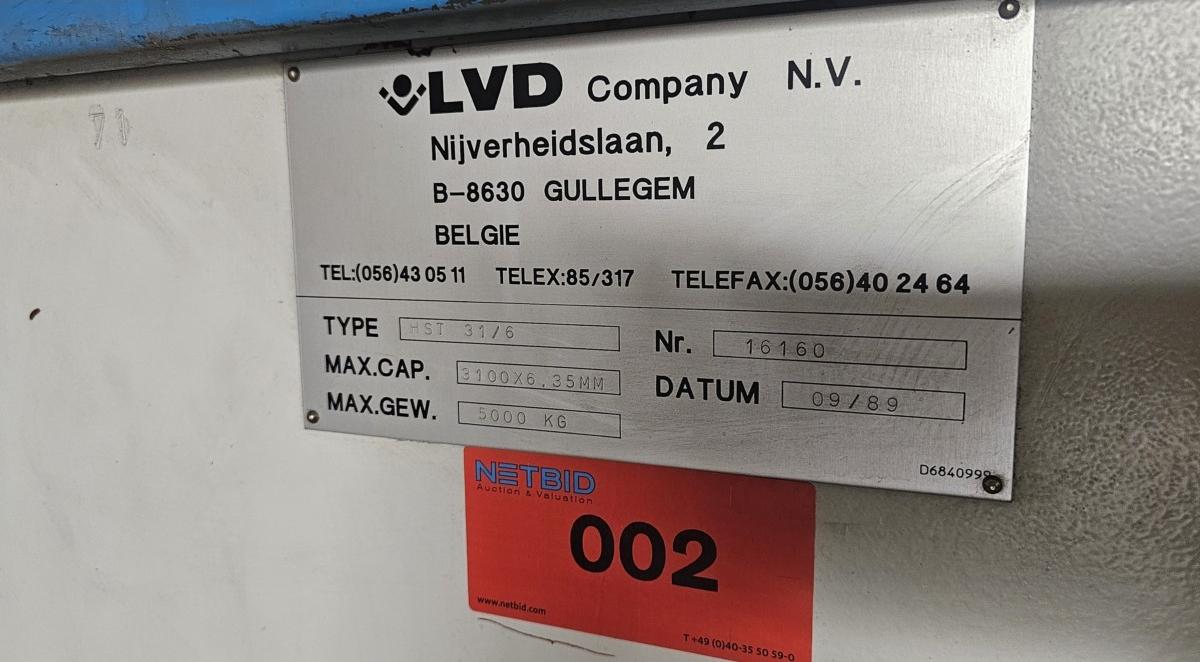 LVD Company N.V.
Nijverheidslaan, 2
B-8630 GULLEGEM
BELGIE
TEL:(056)43 05 11 TELEX:85/317 TELEFAX:(056)40 24 64
TYPE HST 31/6 Nr. 16160
MAX.CAP. 3100X6.35MM DATUM 09/89
MAX.GEW. 5000 KG
D6840999
NETBID
Auction & Valuation
002
www.netbid.com
T +49 (0)40-35 50 59-0